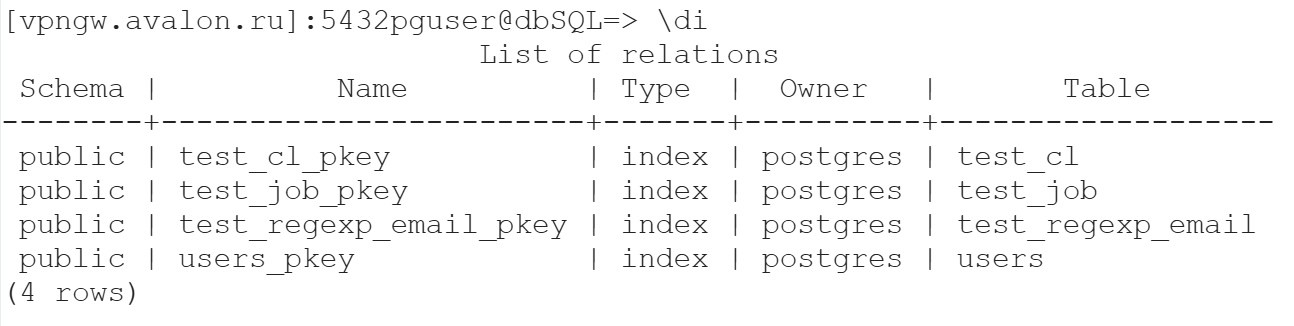 [vpngw.avalon.ru]:5432pguser@dbSQL=> \di
                           List of relations
 Schema |          Name          | Type  |  Owner   |       Table
--------+------------------------+-------+----------+-------------------
 public | test_cl_pkey           | index | postgres | test_cl
 public | test_job_pkey          | index | postgres | test_job
 public | test_regexp_email_pkey | index | postgres | test_regexp_email
 public | users_pkey             | index | postgres | users
(4 rows)